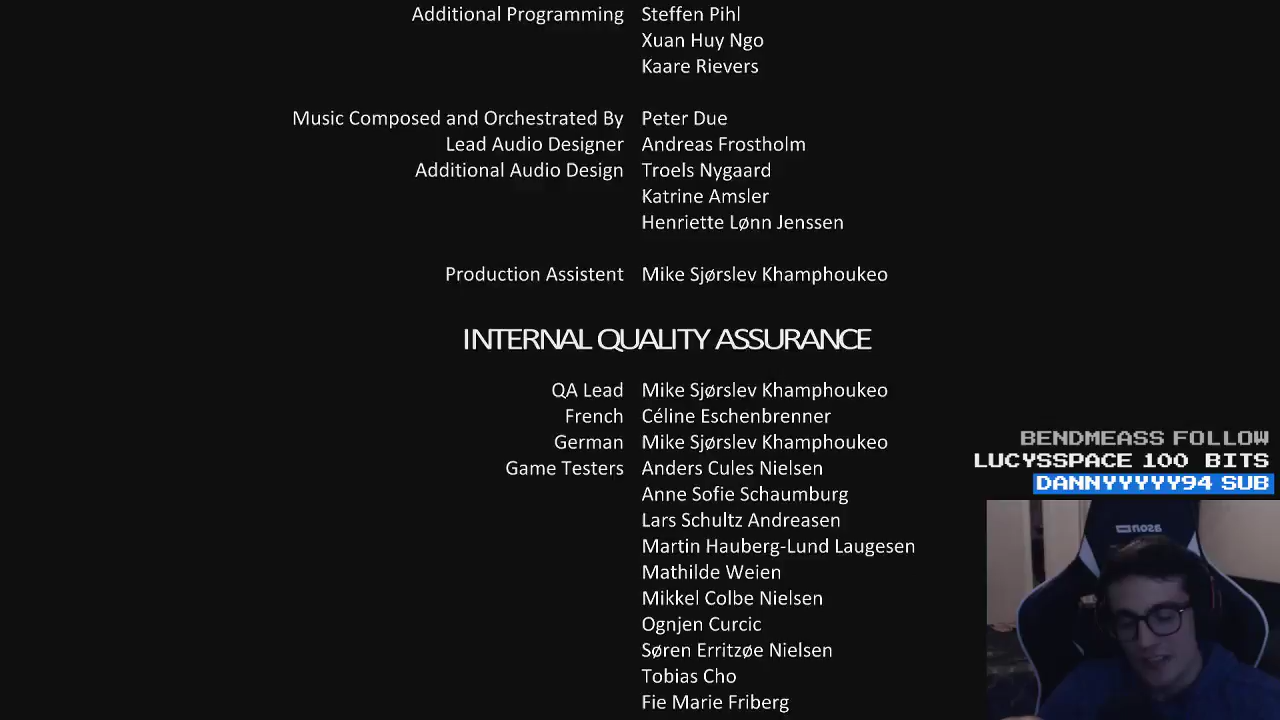 Additional Programming Steffen Pihl
Xuan Huy Ngo
Kaare Rievers
Music Composed and Orchestrated By Peter Due
Lead Audio Designer Andreas Frostholm
Additional Audio Design Troels Nygaard
Katrine Amsler
Henriette Lønn Jenssen
Production Assistent Mike Sjørslev Khamphoukeo
INTERNAL QUALITY ASSURANCE
QA Lead Mike Sjørslev Khamphoukeo
French Céline Eschenbrenner
German Mike Sjørslev Khamphoukeo
Game Testers Anders Cules Nielsen
Anne Sofie Schaumburg
Lars Schultz Andreasen
Martin Hauberg-Lund Laugesen
Mathilde Weien
Mikkel Colbe Nielsen
Ognjen Curcic
Søren Erritzøe Nielsen
Tobias Cho
Fie Marie Friberg
BENDMEASS FOLLOW
LUCYSSPACE 100 BITS
DANNYYYYY94 SUB